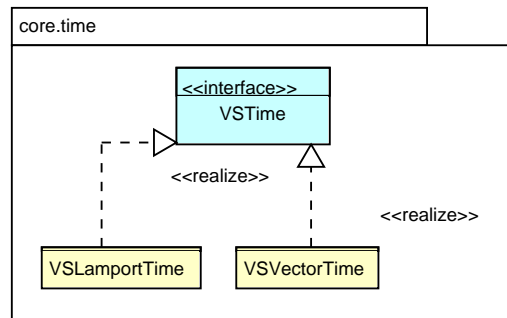 core.time
<<interface>>
VSTime
<<realize>>
<<realize>>
VSLamportTime
VSVectorTime